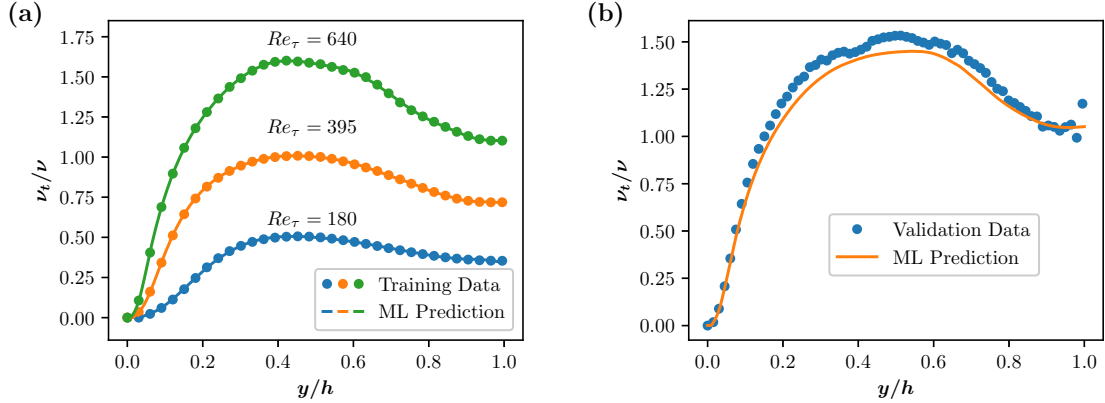 (a)
1.75
1.50
1.25
1.00
0.75
0.50
0.25
0.00
ν_t/ν
Re_τ = 640
Re_τ = 395
Re_τ = 180
Training Data
ML Prediction
0.0 0.2 0.4 0.6 0.8 1.0
y/h
(b)
1.50
1.25
1.00
0.75
0.50
0.25
0.00
ν_t/ν
Validation Data
ML Prediction
0.0 0.2 0.4 0.6 0.8 1.0
y/h